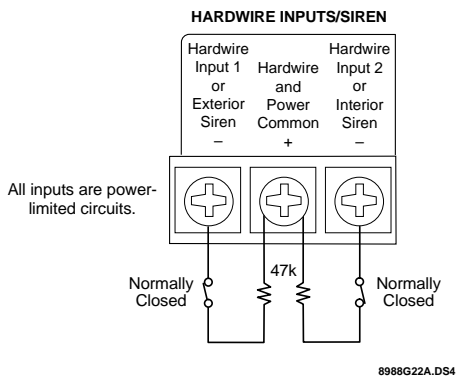 HARDWIRE INPUTS/SIREN
Hardwire
Input 1
or
Exterior
Siren
–
Hardwire
and
Power
Common
+
Hardwire
Input 2
or
Interior
Siren
–
All inputs are power-
limited circuits.
Normally
Closed
47k
Normally
Closed
8988G22A.DS4